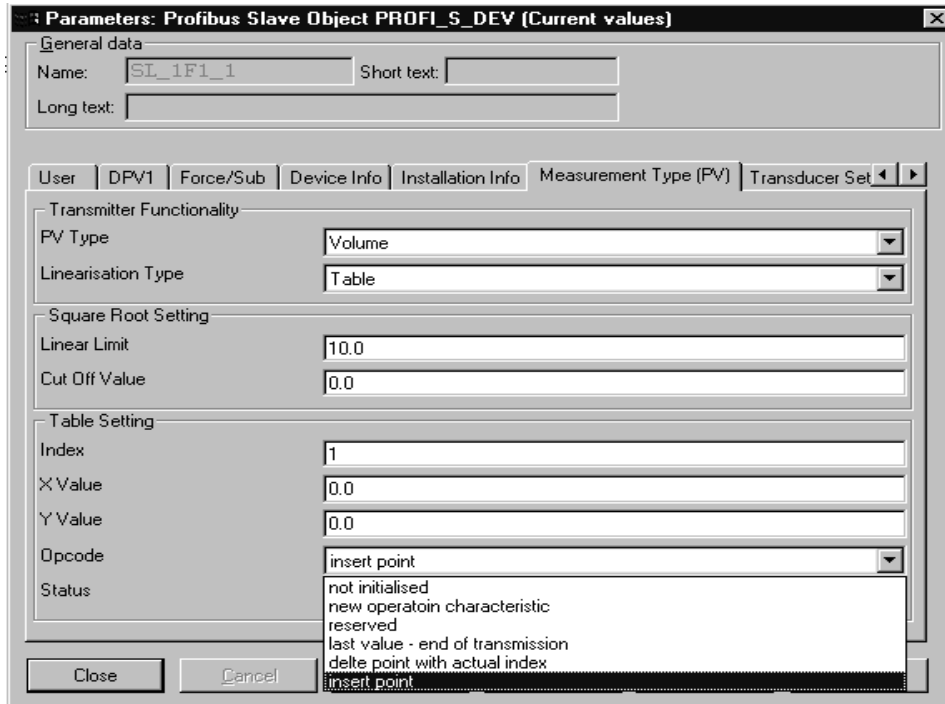 Parameters: Profibus Slave Object PROFI_S_DEV (Current values)
General data
Name: SL_1F1_1 Short text:
Long text:
User DPV1 Force/Sub Device Info Installation Info Measurement Type (PV) Transducer Set
Transmitter Functionality
PV Type Volume
Linearisation Type Table
Square Root Setting
Linear Limit 10.0
Cut Off Value 0.0
Table Setting
Index 1
X Value 0.0
Y Value 0.0
Opcode insert point
Status not initialised
new operatoin characteristic
reserved
last value - end of transmission
delte point with actual index
Close Cancel insert point